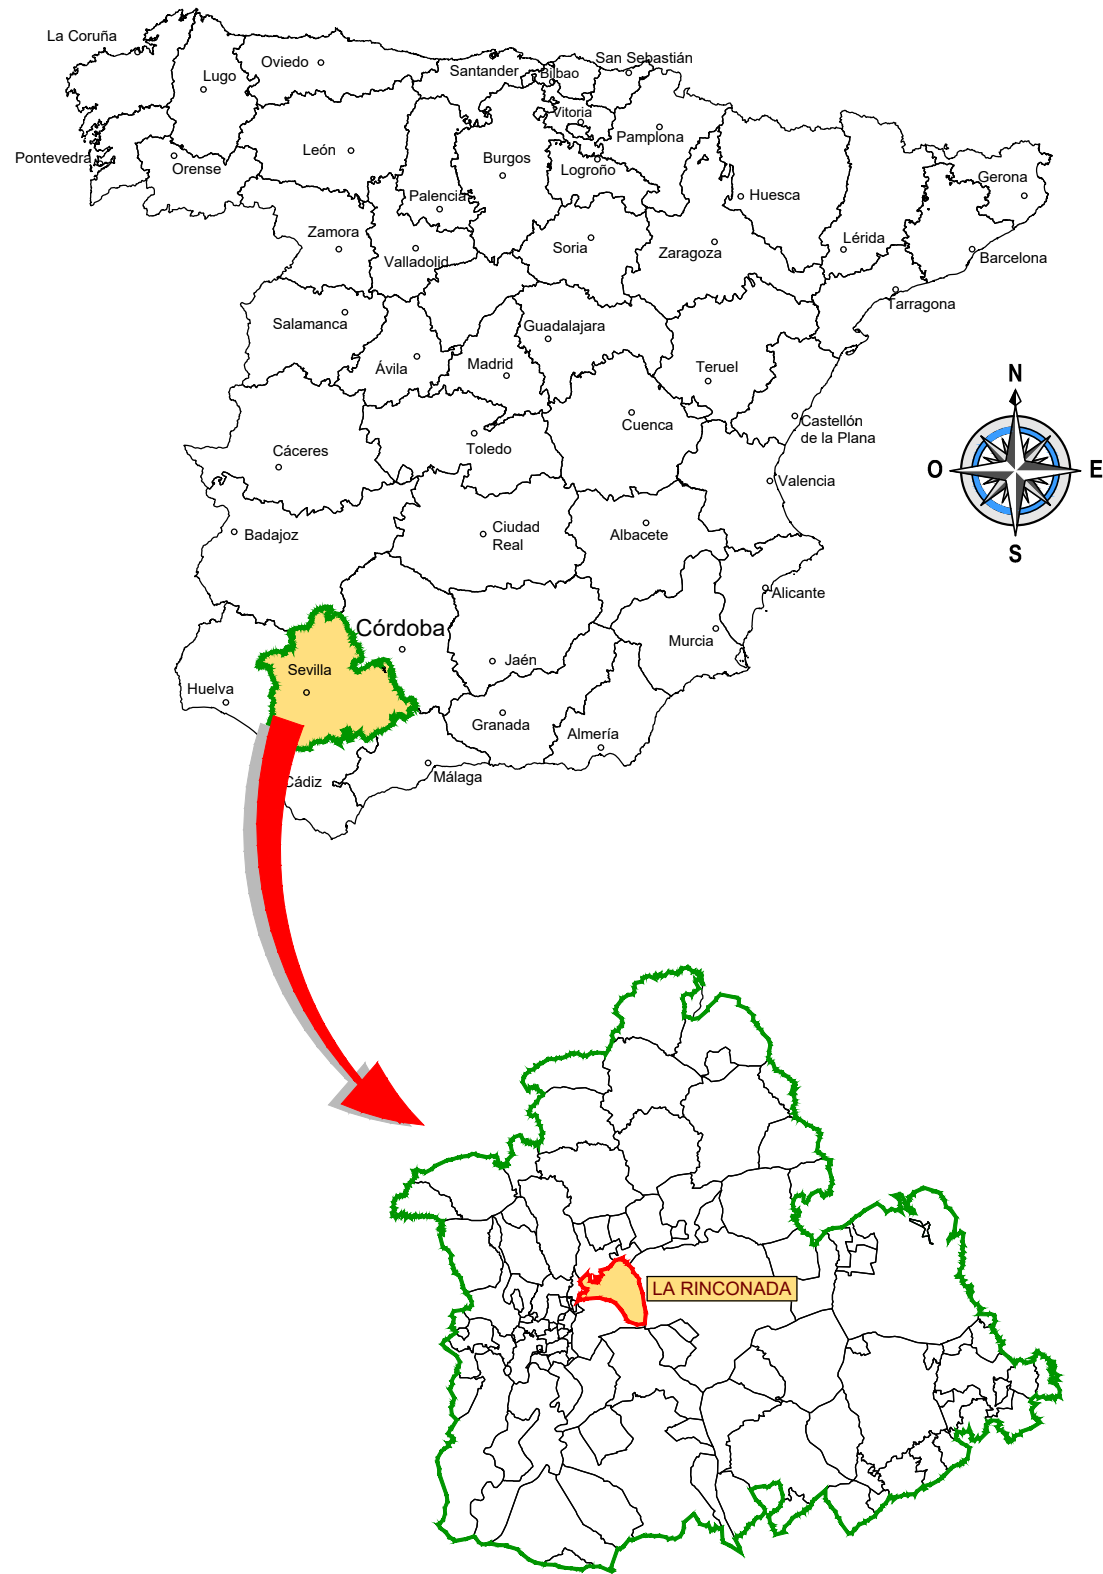 La Coruña
Lugo
Oviedo
Santander
Bilbao
San Sebastián
Vitoria
Pamplona
Pontevedra
Orense
León
Burgos
Logroño
Palencia
Huesca
Gerona
Zamora
Valladolid
Soria
Zaragoza
Lérida
Barcelona
Tarragona
Salamanca
Guadalajara
Ávila
Madrid
Teruel
N
Castellón
de la Plana
Cuenca
Cáceres
Toledo
O
E
Valencia
Badajoz
Ciudad
Real
Albacete
S
Alicante
Córdoba
Murcia
Sevilla
Jaén
Huelva
Granada
Almería
Cádiz
Málaga
LA RINCONADA